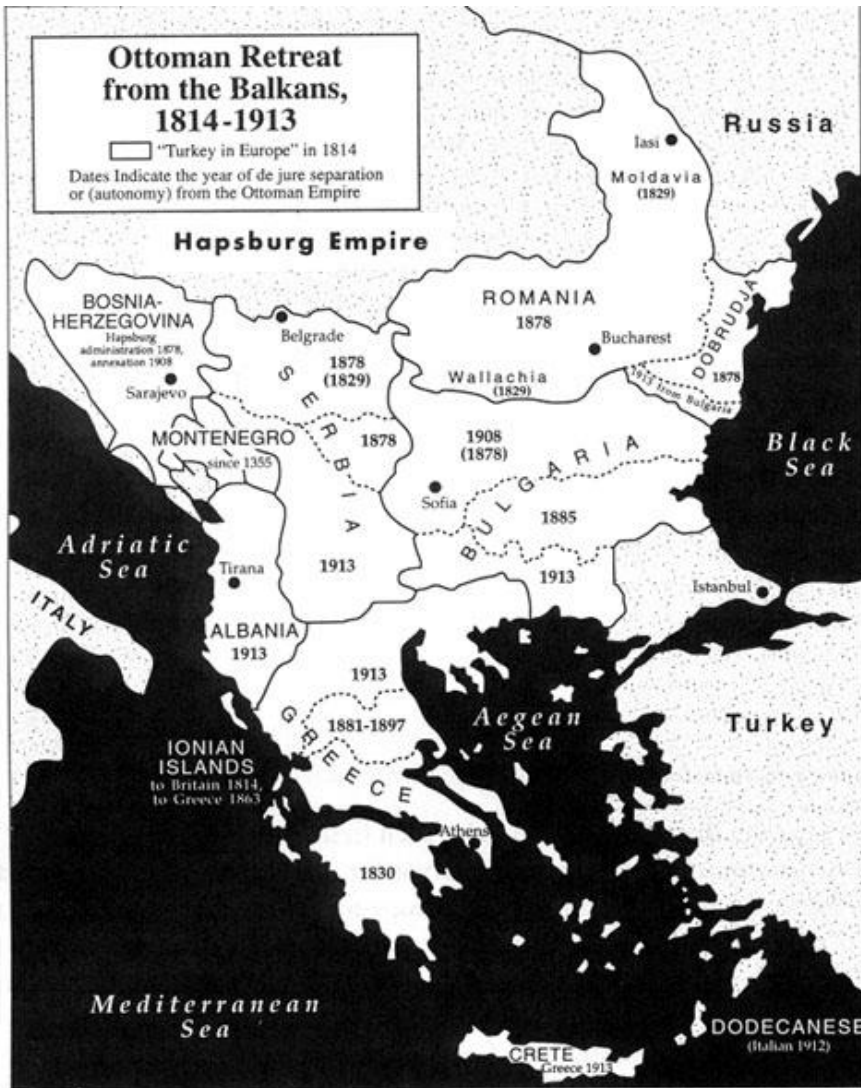 Ottoman Retreat
from the Balkans,
1814-1913
"Turkey in Europe" in 1814
Dates Indicate the year of de jure separation
or (autonomy) from the Ottoman Empire
Russia
Iasi
Moldavia
(1829)
Hapsburg Empire
BOSNIA-
HERZEGOVINA
Hapsburg
administration 1878,
annexation 1908
Sarajevo
Belgrade
1878
(1829)
SERBIA
1878
1913
ROMANIA
1878
Bucharest
Wallachia
(1829)
DOBRUDJA
1878
1913 from Bulgaria
MONTENEGRO
since 1355
1908
(1878)
Sofia
BULGARIA
1885
1913
Black
Sea
Adriatic
Sea
ITALY
Tirana
ALBANIA
1913
Istanbul
1913
1881-1897
GREECE
Aegean
Sea
Turkey
IONIAN
ISLANDS
to Britain 1814,
to Greece 1863
Athens
1830
Mediterranean
Sea
CRETE
Greece 1913
DODECANESE
(Italian 1912)